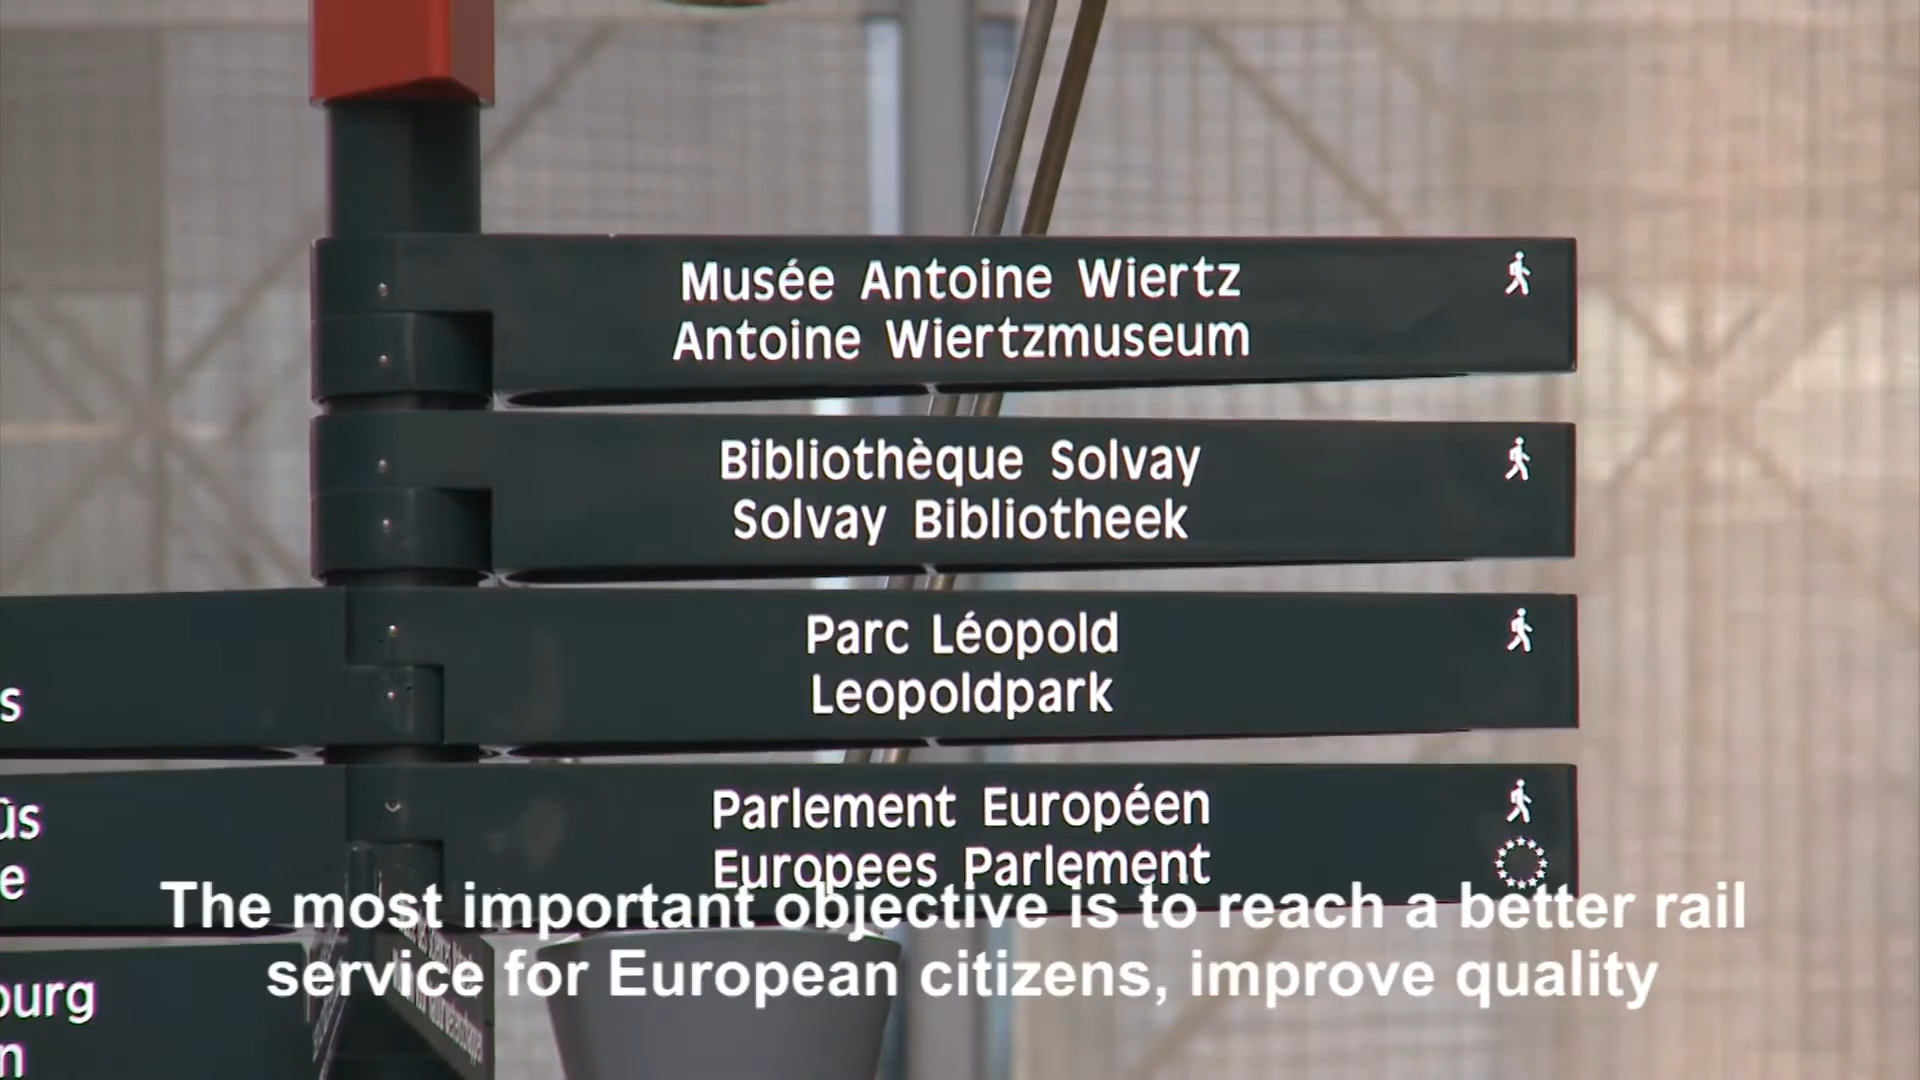 Musée Antoine Wiertz
Antoine Wiertzmuseum
Bibliothèque Solvay
Solvay Bibliotheek
Parc Léopold
Leopoldpark
Parlement Européen
Europees Parlement
The most important objective is to reach a better rail
service for European citizens, improve quality